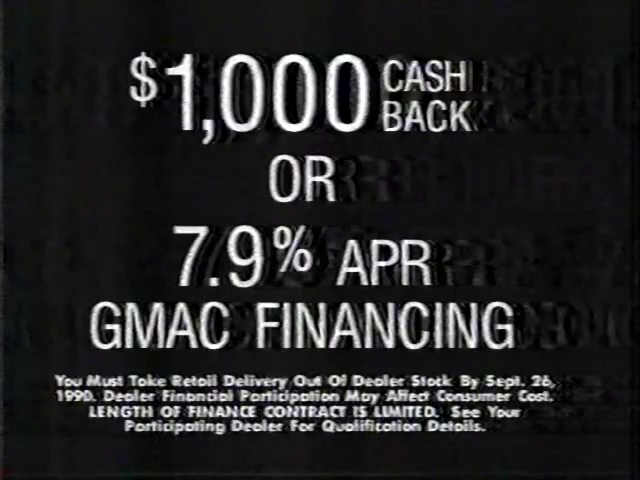 $1,000 CASH BACK
OR
7.9% APR
GMAC FINANCING
You Must Take Retail Delivery Out Of Dealer Stock By Sept. 26,
1990. Dealer Financial Participation May Affect Consumer Cost.
LENGTH OF FINANCE CONTRACT IS LIMITED. See Your
Participating Dealer For Qualification Details.